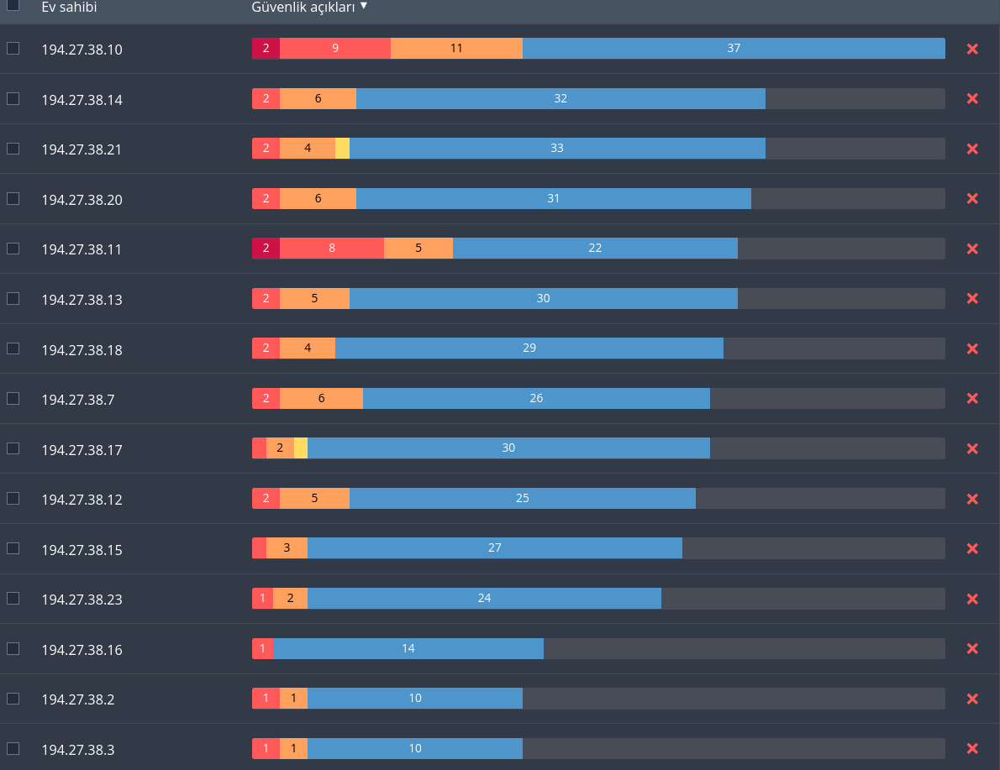 Ev sahibi Güvenlik açıkları ▼
194.27.38.10 2 9 11 37
194.27.38.14 2 6 32
194.27.38.21 2 4 33
194.27.38.20 2 6 31
194.27.38.11 2 8 5 22
194.27.38.13 2 5 30
194.27.38.18 2 4 29
194.27.38.7 2 6 26
194.27.38.17 2 30
194.27.38.12 2 5 25
194.27.38.15 3 27
194.27.38.23 1 2 24
194.27.38.16 1 14
194.27.38.2 1 1 10
194.27.38.3 1 1 10